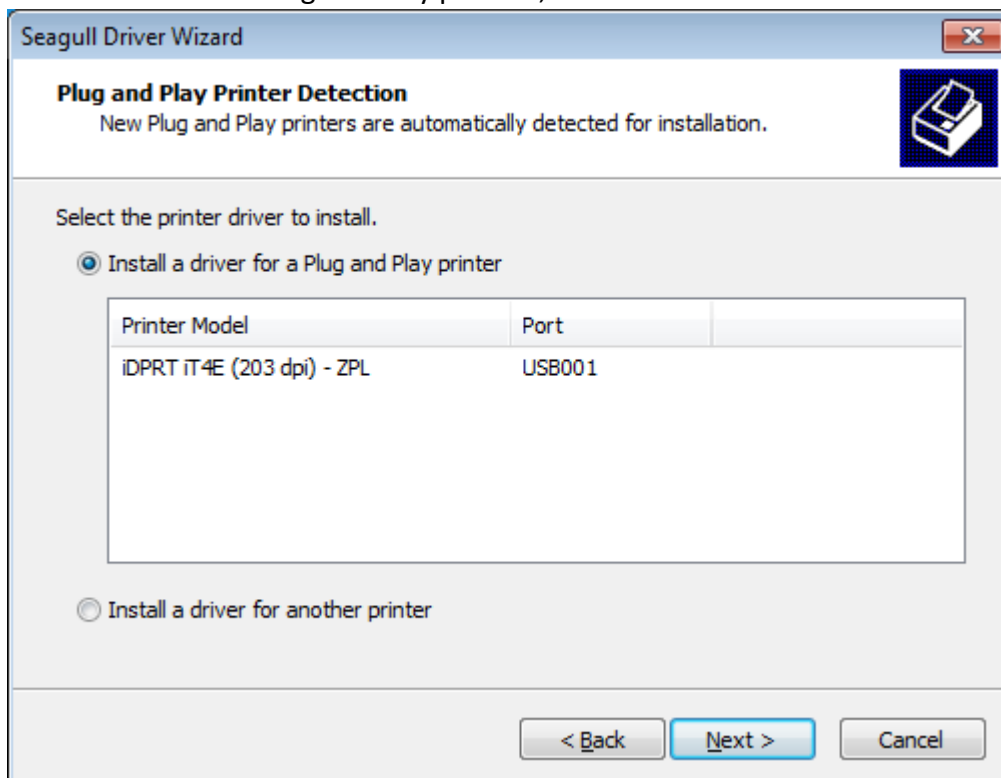 Seagull Driver Wizard
Plug and Play Printer Detection
New Plug and Play printers are automatically detected for installation.
Select the printer driver to install.
Install a driver for a Plug and Play printer
Printer Model Port
iDPRT iT4E (203 dpi) - ZPL USB001
Install a driver for another printer
< Back Next > Cancel